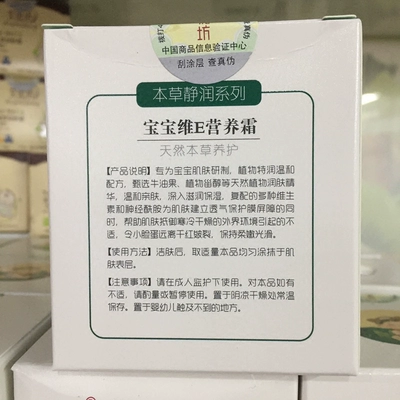 坊
中国商品信息验证中心
刮涂层 查真伪
本草静润系列
宝宝维E营养霜
天然本草养护
【产品说明】专为宝宝肌肤研制，植物特润温和
配方，甄选牛油果、植物甾醇等天然植物润肤精
华，温和亲肤，深入滋润保湿，复配的多种维生
素和神经酰胺为肌肤建立透气保护膜屏障的同
时，帮助肌肤抵御寒冷干燥的外界环境引起的不
适，令小脸蛋远离干红皴裂，保持柔嫩光滑。
【使用方法】洁肤后，取适量本品均匀涂抹于肌
肤表层。
【注意事项】请在成人监护下使用。对本品如有
不适，请酌量或暂停使用。置于阴凉干燥处常温
保存。置于婴幼儿触及不到的地方。